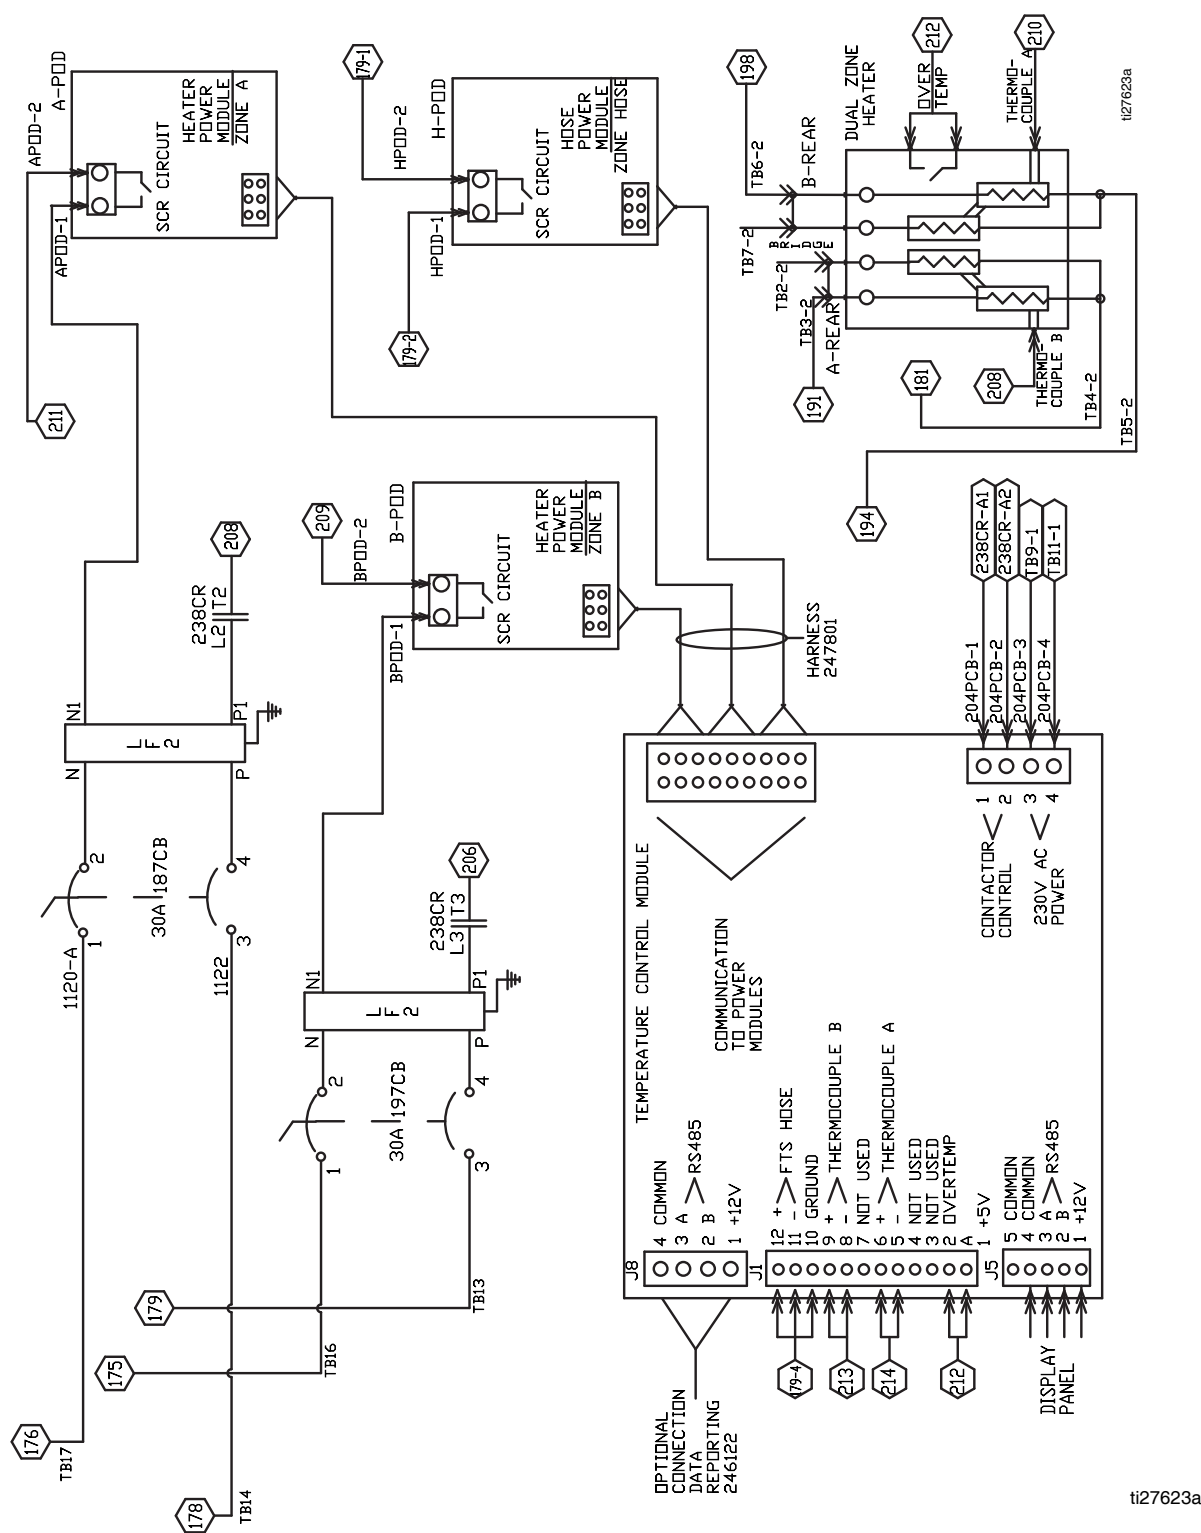 A-POD
APOD-2
APOD-1
HEATER
POWER
MODULE
ZONE A
SCR CIRCUIT
211
179-1
H-POD
HPOD-2
HPOD-1
HOSE
POWER
MODULE
ZONE HOSE
SCR CIRCUIT
179-2
198
TB6-2
B-REAR
TB7-2
BRIDGE
TB2-2
TB3-2
A-REAR
191
DUAL ZONE
HEATER
212
OVER
TEMP
210
THERMO-
COUPLE A
181
208
THERMO-
COUPLE B
TB4-2
TB5-2
194
ti27623a
209
B-POD
BPOD-2
BPOD-1
HEATER
POWER
MODULE
ZONE B
SCR CIRCUIT
208
238CR
L2 T2
N1
P1
LF2
N
P
2
4
30A 187CB
1
3
1120-A
1122
206
238CR
L3 T3
N1
P1
LF2
N
P
2
4
30A 197CB
1
3
HARNESS
247801
238CR-A1
238CR-A2
TB9-1
TB11-1
204PCB-1
204PCB-2
204PCB-3
204PCB-4
1
2
3
4
CONTACTOR
CONTROL
230V AC
POWER
TEMPERATURE CONTROL MODULE
COMMUNICATION
TO POWER
MODULES
J8
4 COMMON
3 A
2 B
RS485
1 +12V
J1
12 +
11 -
FTS HOSE
10 GROUND
9 +
8 -
THERMOCOUPLE B
7 NOT USED
6 +
5 -
THERMOCOUPLE A
4 NOT USED
3 NOT USED
2 OVERTEMP
A
1 +5V
J5
5 COMMON
4 COMMON
3 A
2 B
RS485
1 +12V
179
TB13
175
TB16
176
TB17
178
TB14
OPTIONAL
CONNECTION
DATA
REPORTING
246122
179-4
213
214
212
DISPLAY
PANEL
ti27623a